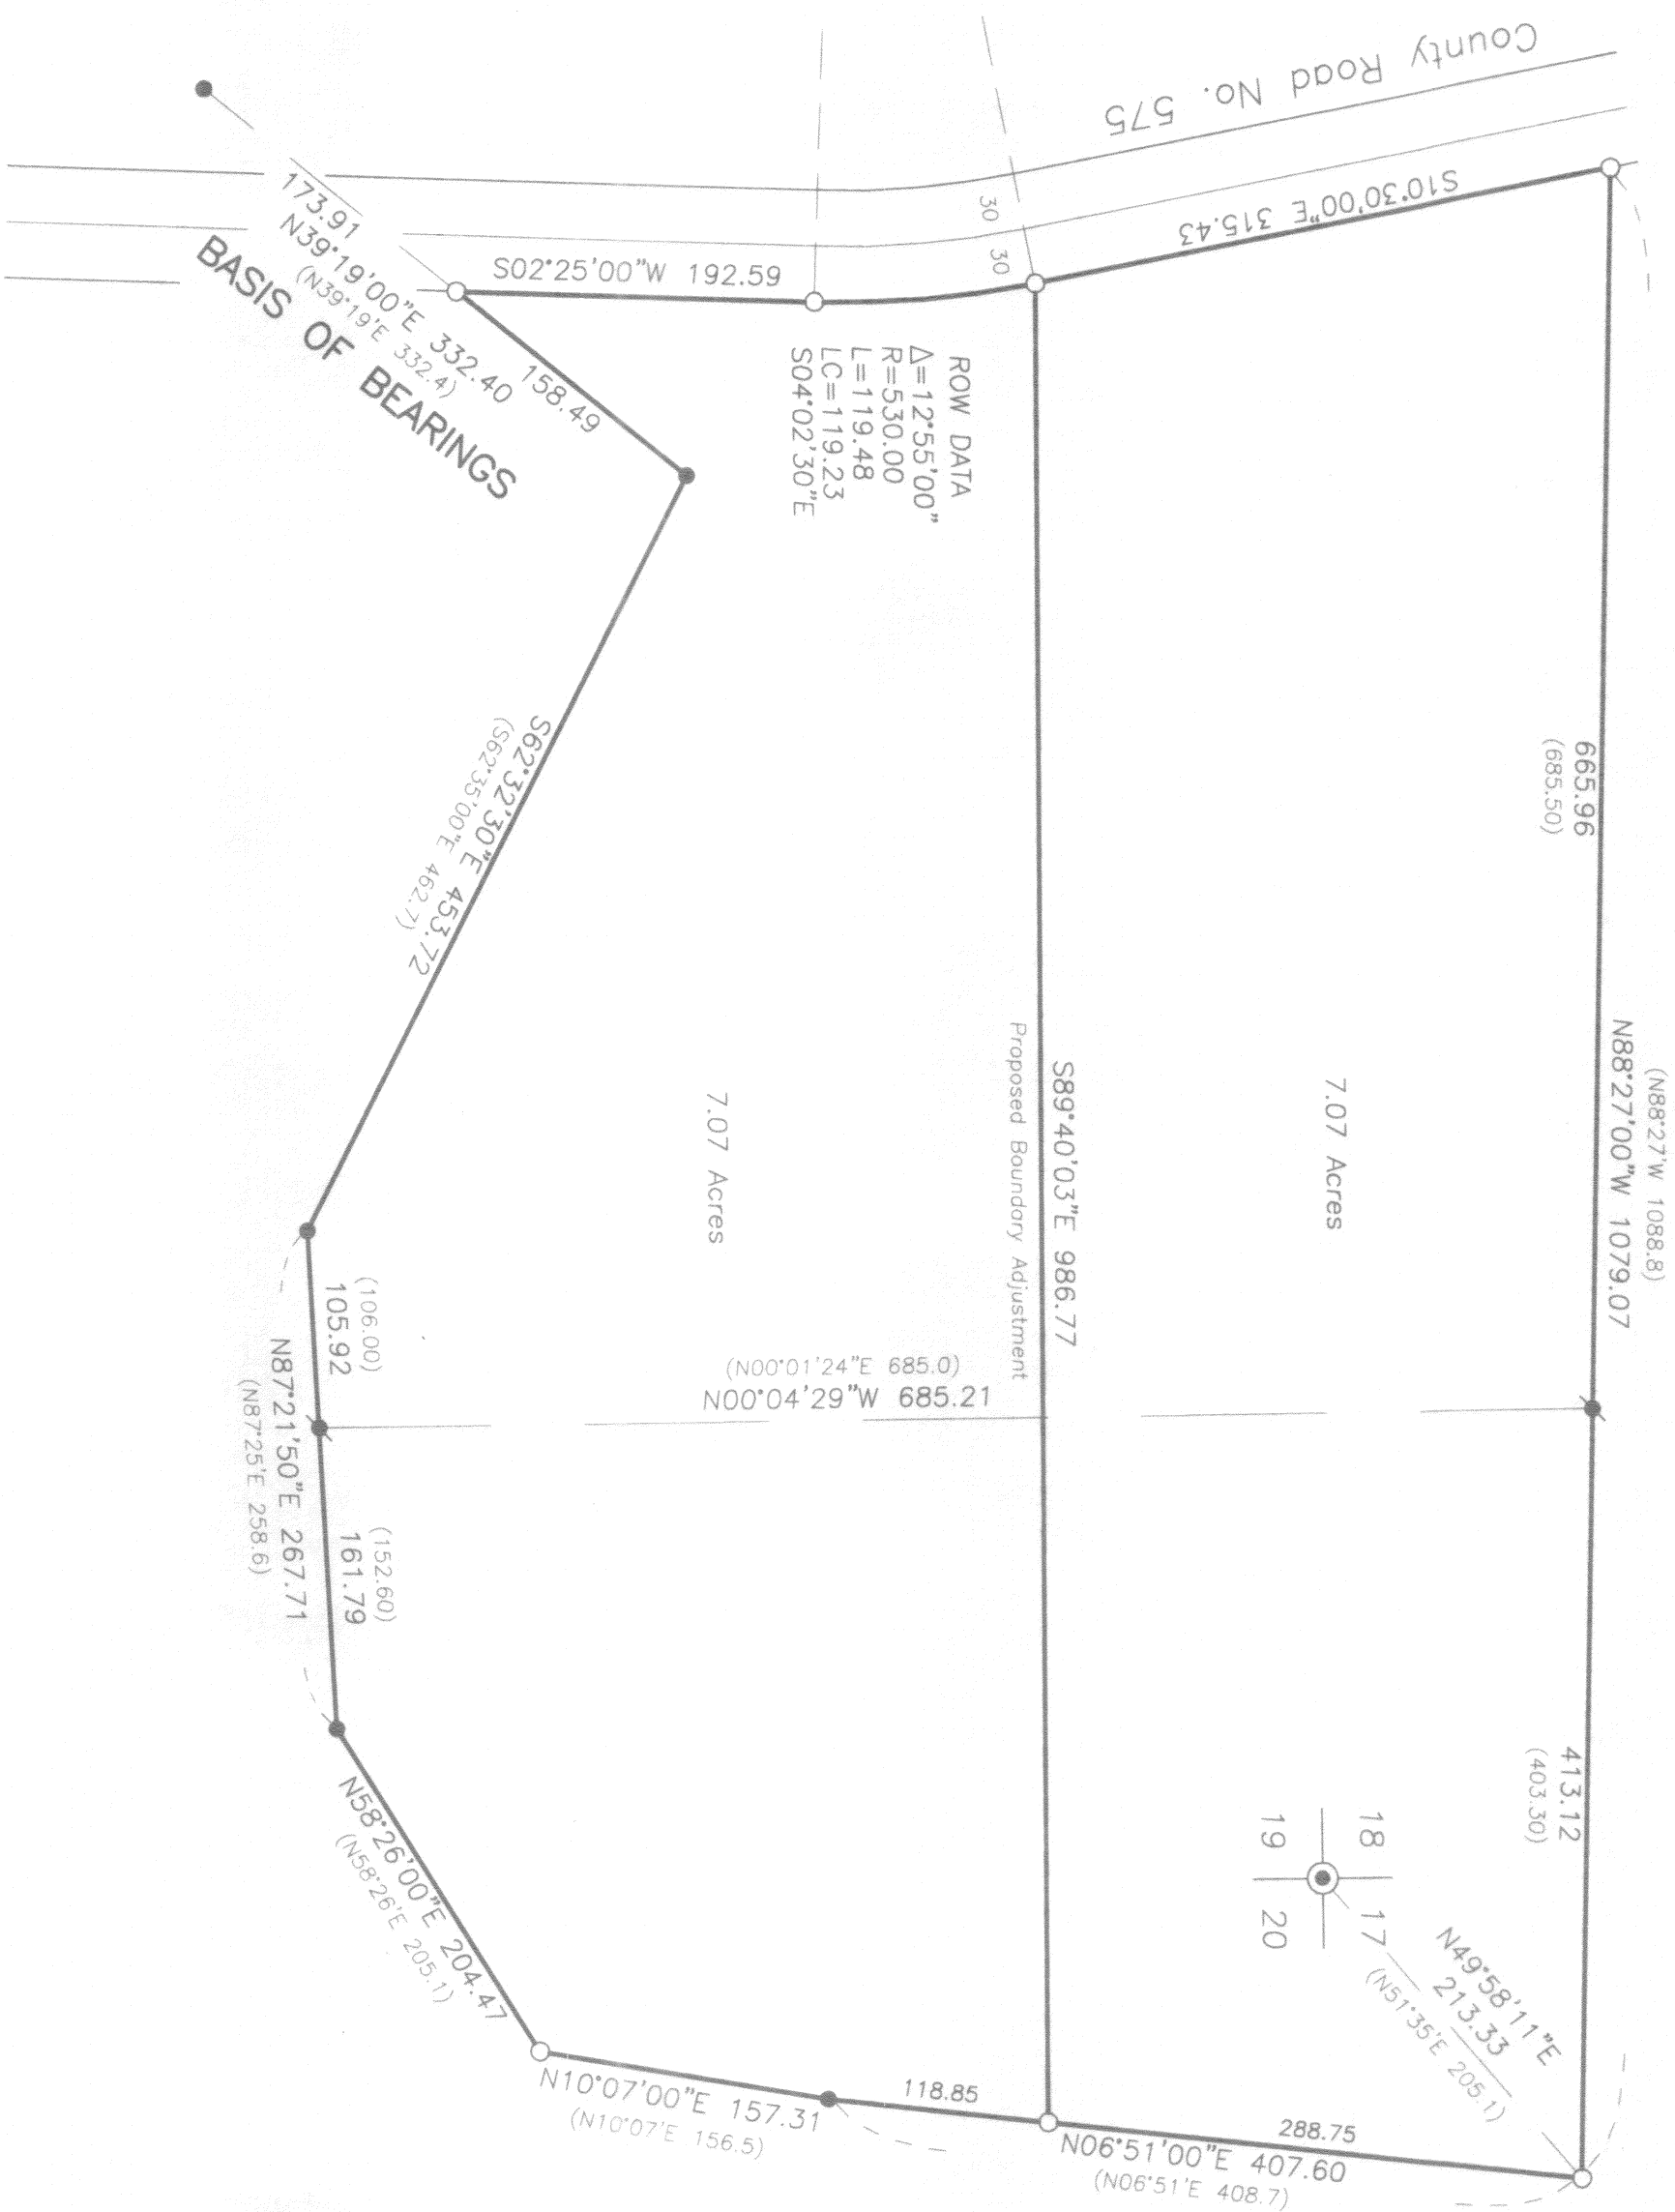 County Road No. 575
S10°30'00"E 315.43
30
30
173.91
N39°19'00"E 332.40
(N39°19'E 332.4)
158.49
BASIS OF BEARINGS
S02°25'00"W 192.59
ROW DATA
Δ=12°55'00"
R=530.00
L=119.48
LC=119.23
S04°02'30"E
665.96
(685.50)
(N88°27'W 1088.8)
N88°27'00"W 1079.07
S62°32'30"E 453.72
(S62°35'00"E 462.7)
S89°40'03"E 986.77
Proposed Boundary Adjustment
7.07 Acres
7.07 Acres
(N00°01'24"E 685.0)
N00°04'29"W 685.21
(106.00)
105.92
N87°21'50"E 267.71
(N87°25'E 258.6)
(152.60)
161.79
413.12
(403.30)
18
17
19
20
N49°58'11"E
213.33
(N51°35'E 205.1)
N58°26'00"E 204.47
(N58°26'E 205.1)
N10°07'00"E 157.31
(N10°07'E 156.5)
118.85
288.75
N06°51'00"E 407.60
(N06°51'E 408.7)